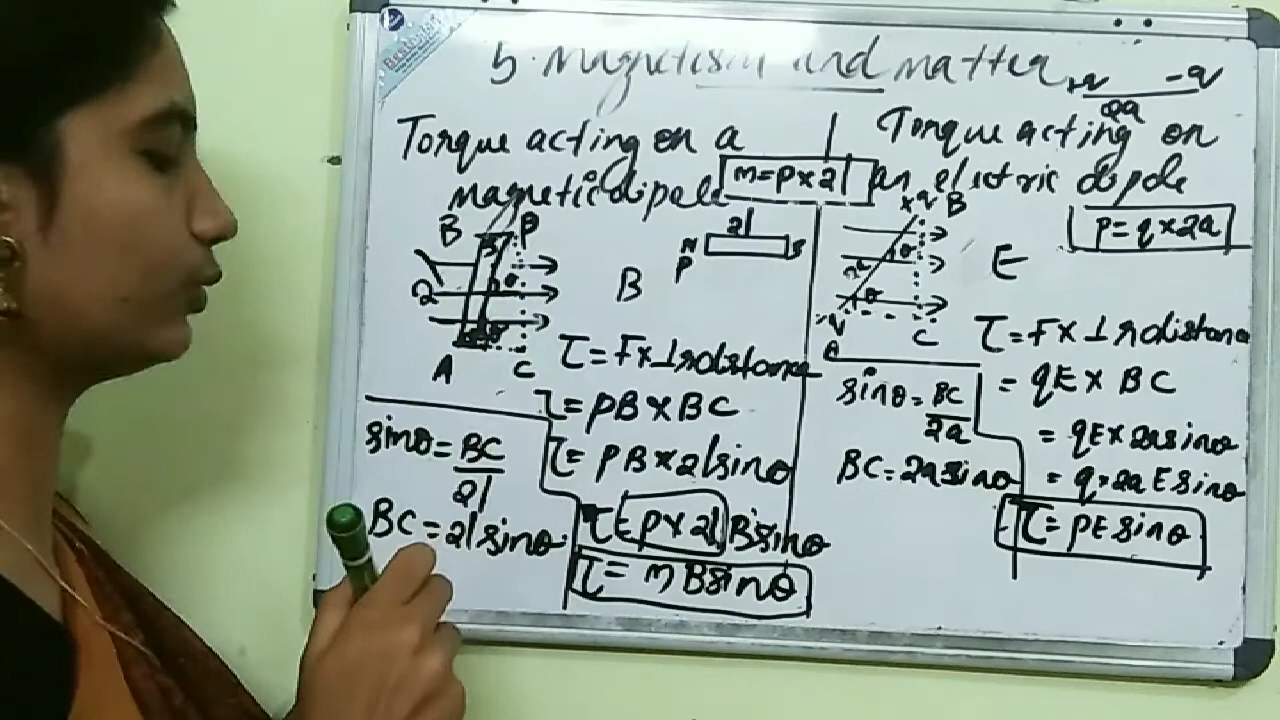 5. Magnetism and matter
+q -q
2a
Torque acting on a
magnetic dipole
m = P × 2l
B P
2l
N S
P
B
A C
τ = F × ⊥r distance
τ = PB × BC
sinθ = BC
2l
τ = PB × 2l sinθ
BC = 2l sinθ
τ = P × 2l B sinθ
τ = m B sinθ
Torque acting on
an electric dipole
P = q × 2a
B
θ
E
θ
A C
τ = F × ⊥r distance
sinθ = BC
2a
= qE × BC
= qE × 2a sinθ
BC = 2a sinθ
= q × 2a E sinθ
τ = PE sinθ